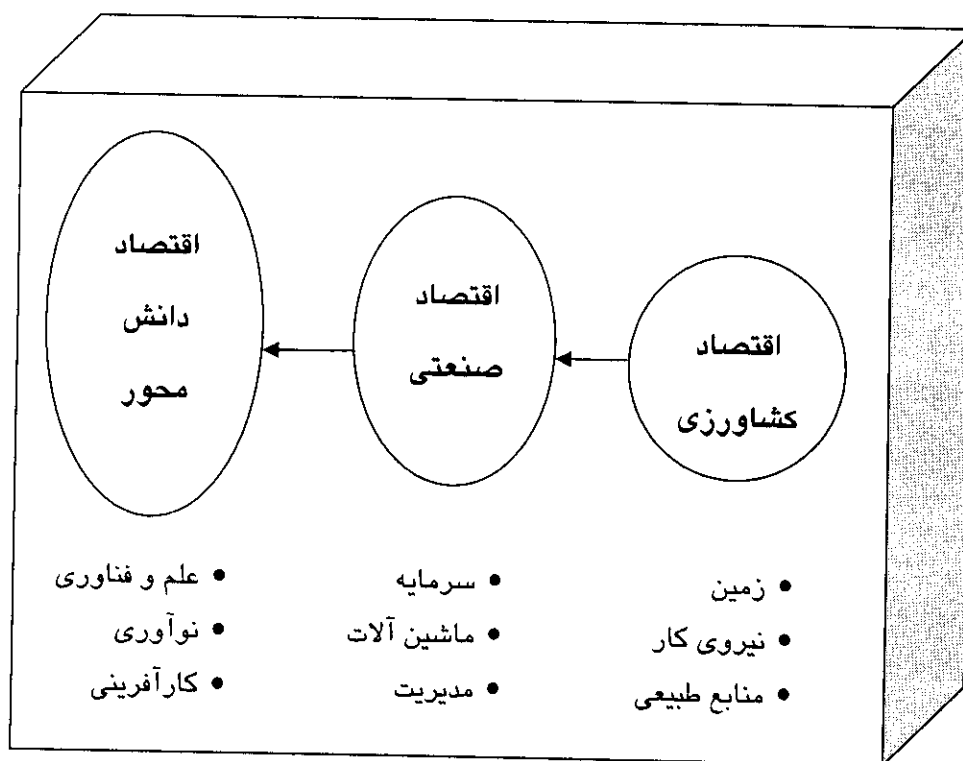 اقتصاد
کشاورزی
اقتصاد
صنعتی
اقتصاد
دانش
محور
• زمین
• نیروی کار
• منابع طبیعی
• سرمایه
• ماشین آلات
• مدیریت
• علم و فناوری
• نوآوری
• کارآفرینی